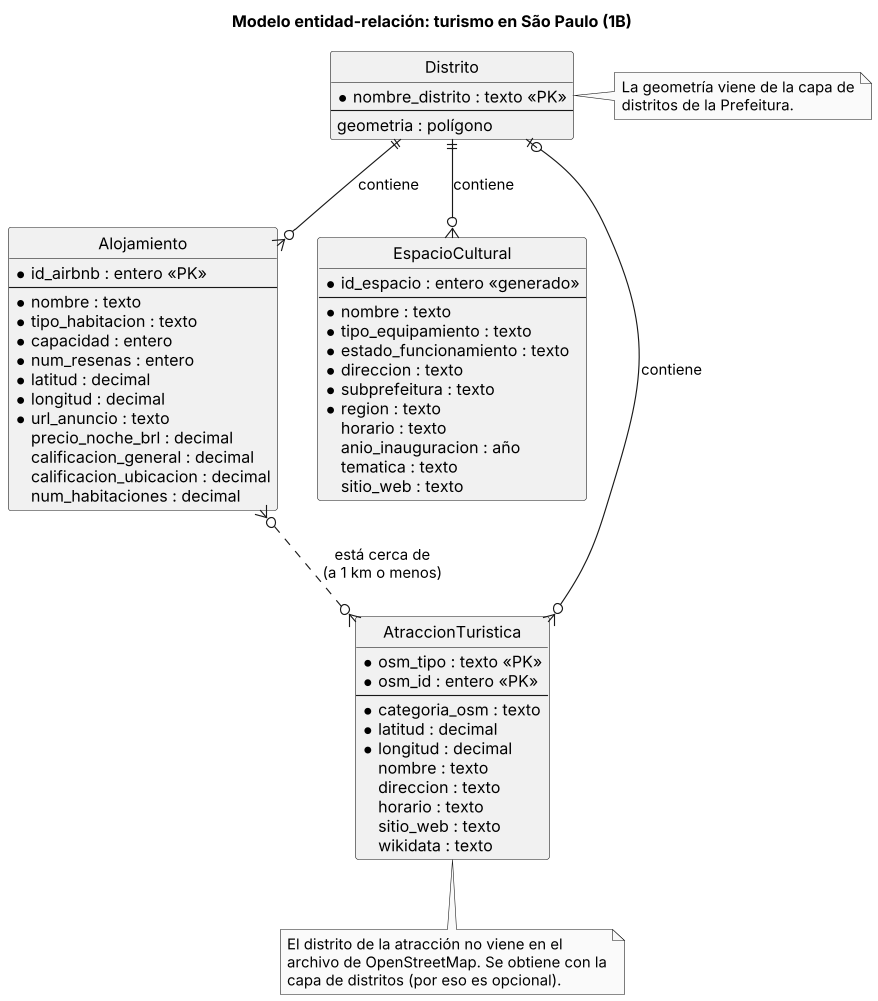 Modelo entidad-relación: turismo en São Paulo (1B)
Distrito
nombre_distrito : texto «PK»
geometria : polígono
La geometría viene de la capa de
distritos de la Prefeitura.
contiene
contiene
contiene
Alojamiento
id_airbnb : entero «PK»
nombre : texto
tipo_habitacion : texto
capacidad : entero
num_resenas : entero
latitud : decimal
longitud : decimal
url_anuncio : texto
precio_noche_brl : decimal
calificacion_general : decimal
calificacion_ubicacion : decimal
num_habitaciones : decimal
EspacioCultural
id_espacio : entero «generado»
nombre : texto
tipo_equipamiento : texto
estado_funcionamiento : texto
direccion : texto
subprefeitura : texto
region : texto
horario : texto
anio_inauguracion : año
tematica : texto
sitio_web : texto
está cerca de
(a 1 km o menos)
AtraccionTuristica
osm_tipo : texto «PK»
osm_id : entero «PK»
categoria_osm : texto
latitud : decimal
longitud : decimal
nombre : texto
direccion : texto
horario : texto
sitio_web : texto
wikidata : texto
El distrito de la atracción no viene en el
archivo de OpenStreetMap. Se obtiene con la
capa de distritos (por eso es opcional).